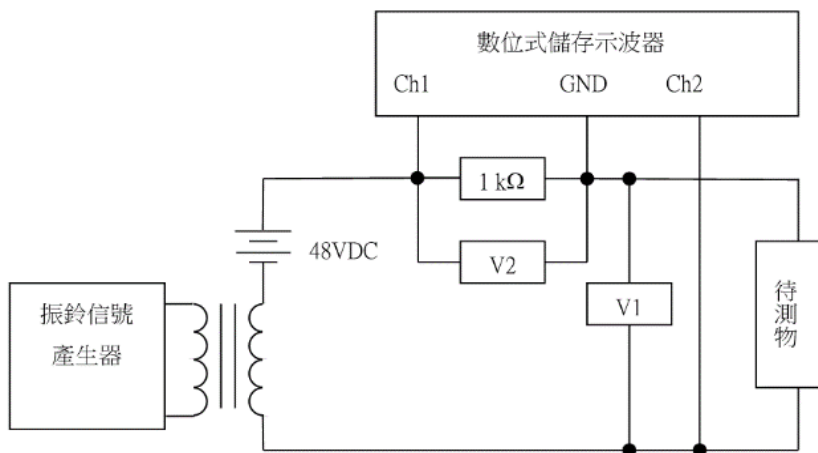 數位式儲存示波器
Ch1 GND Ch2
1 kΩ
48VDC
V2
V1
待測物
振鈴信號
產生器